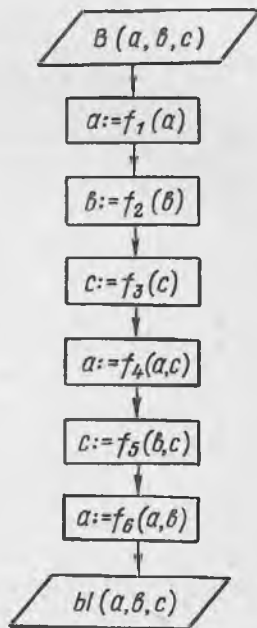 В(а,в,с)
а:=f₁(а)
в:=f₂(в)
с:=f₃(с)
а:=f₄(а,с)
с:=f₅(в,с)
а:=f₆(а,в)
ы(а,в,с)